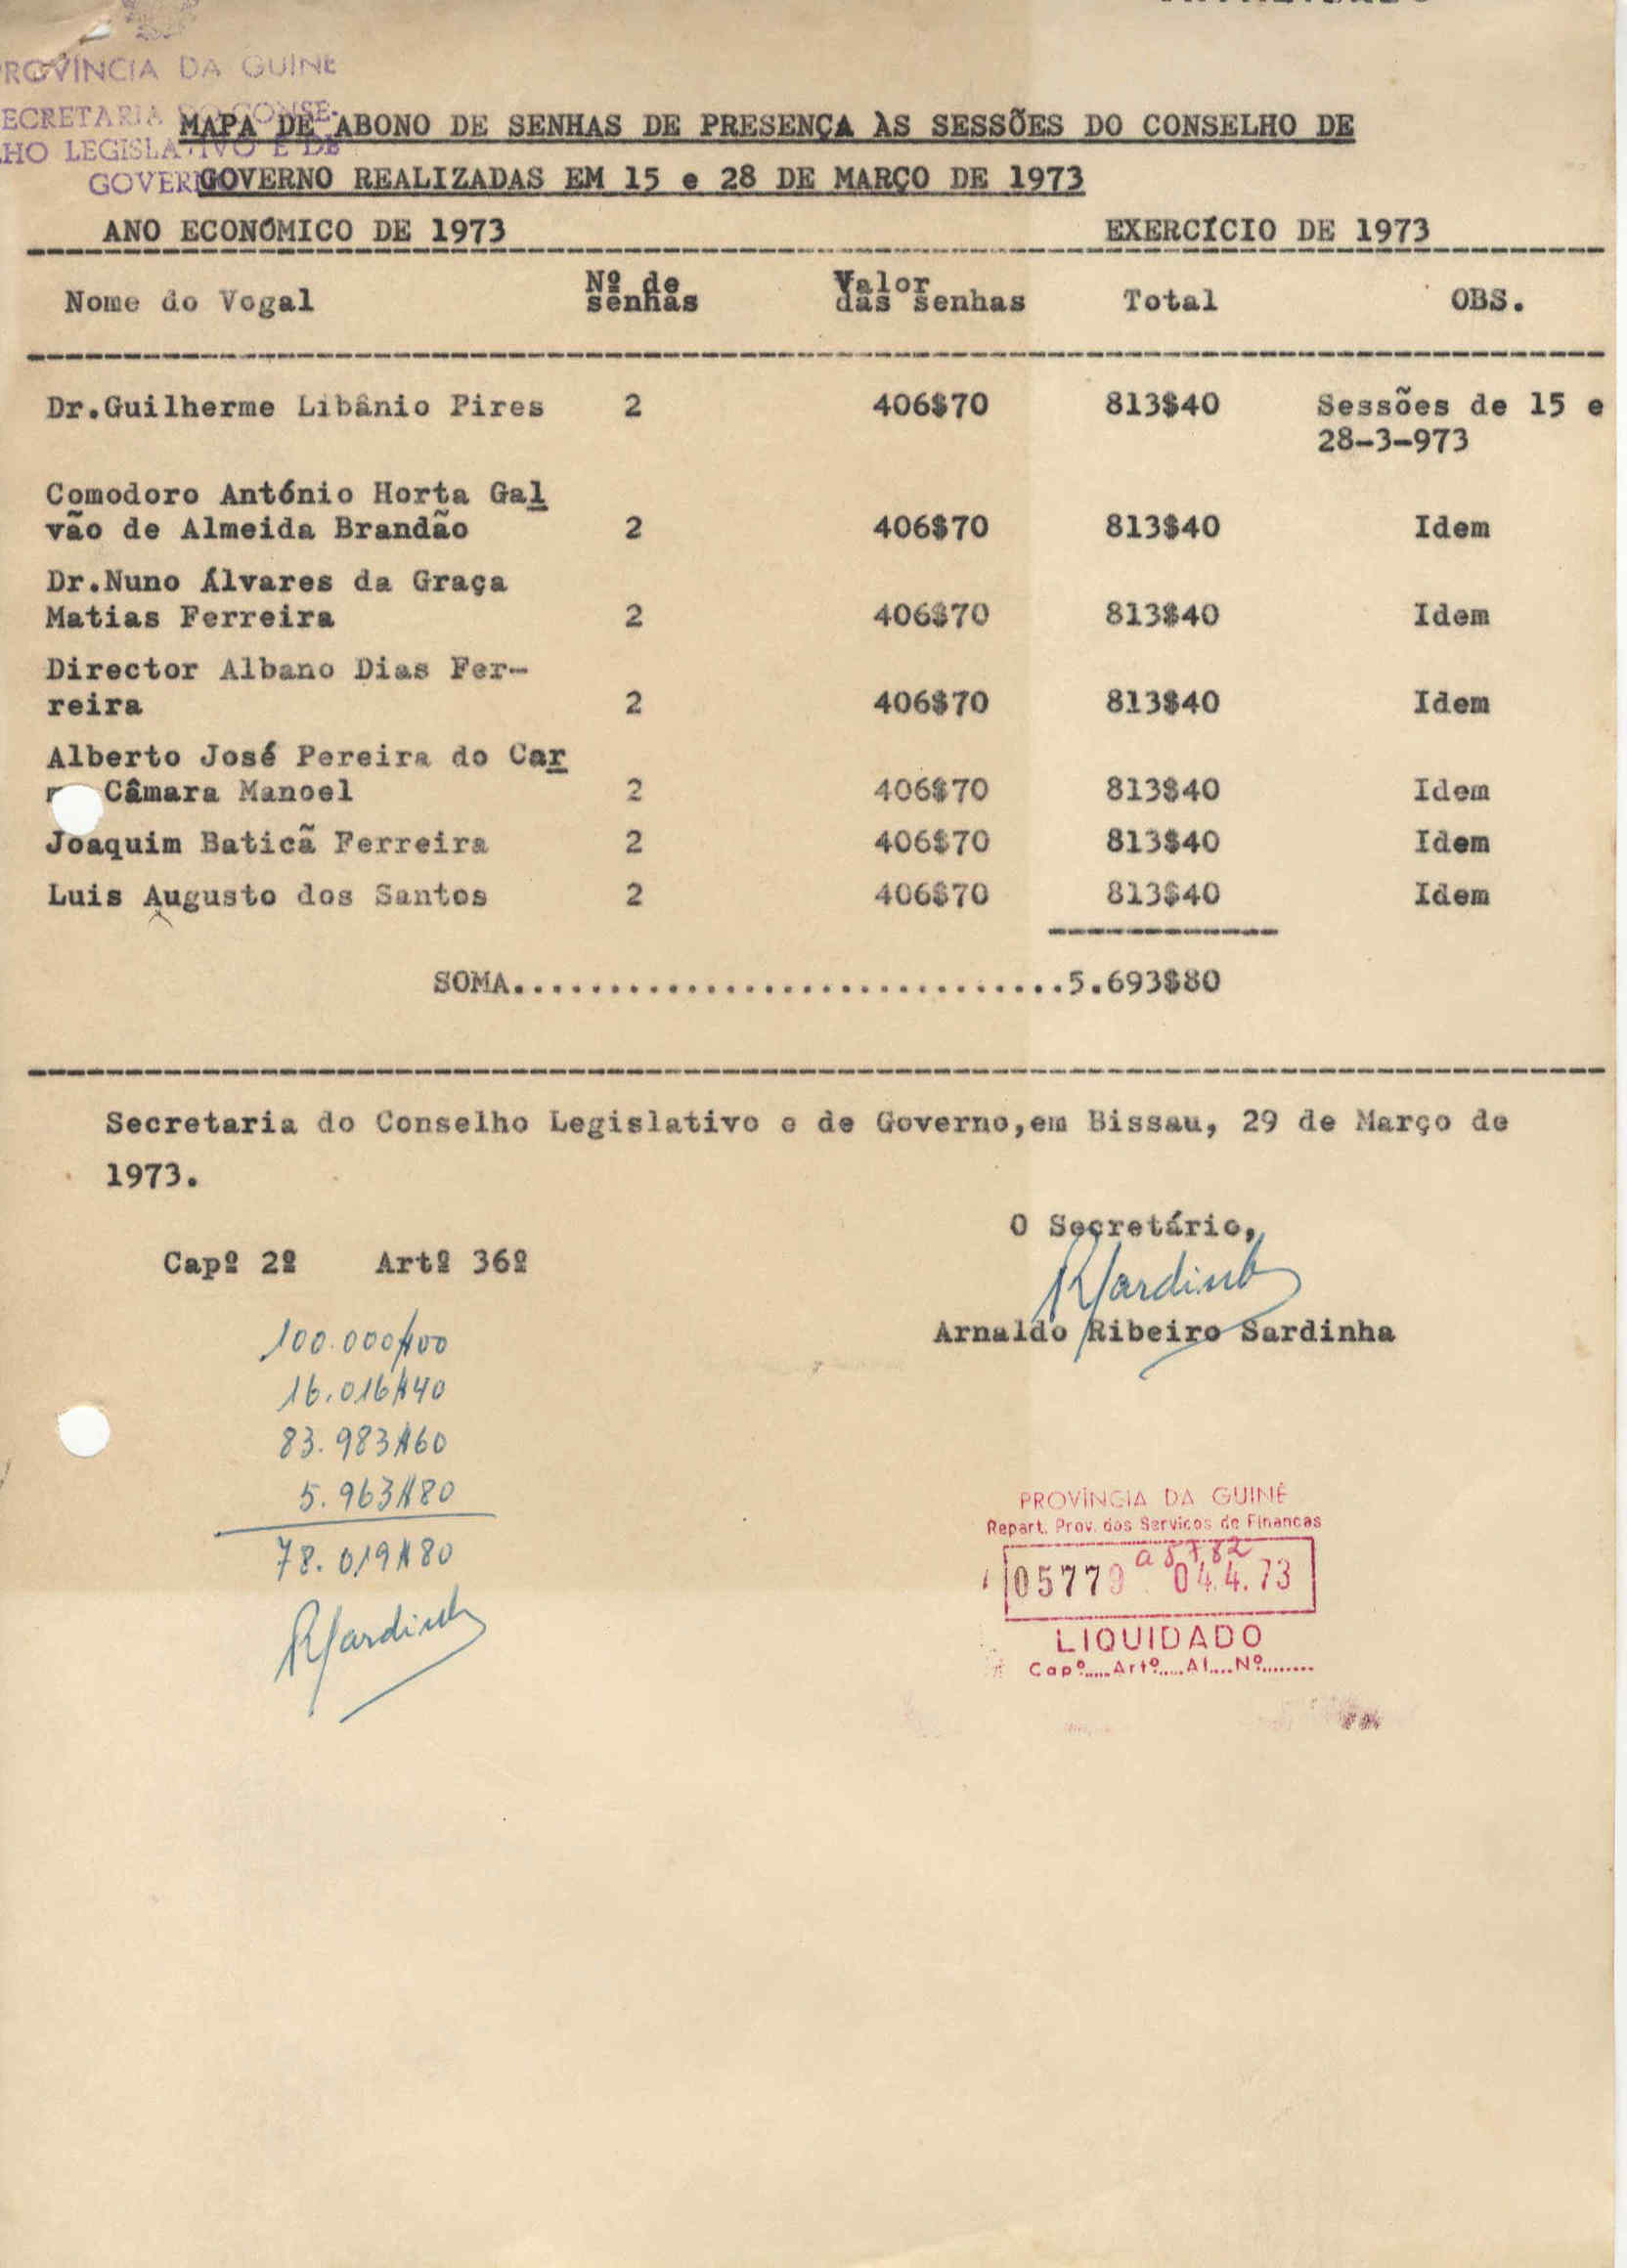 PROVÍNCIA DA GUINÉ
SECRETARIA DO CONSE-
LHO LEGISLATIVO E DE
GOVERNO
MAPA DE ABONO DE SENHAS DE PRESENÇA ÀS SESSÕES DO CONSELHO DE
GOVERNO REALIZADAS EM 15 e 28 DE MARÇO DE 1973
ANO ECONÓMICO DE 1973 EXERCÍCIO DE 1973
Nome do Vogal Nº de senhas Valor das senhas Total OBS.
Dr.Guilherme Libânio Pires 2 406$70 813$40 Sessões de 15 e
28-3-973
Comodoro António Horta Gal
vão de Almeida Brandão 2 406$70 813$40 Idem
Dr.Nuno Álvares da Graça
Matias Ferreira 2 406$70 813$40 Idem
Director Albano Dias Fer-
reira 2 406$70 813$40 Idem
Alberto José Pereira do Car
Câmara Manoel 2 406$70 813$40 Idem
Joaquim Baticã Ferreira 2 406$70 813$40 Idem
Luis Augusto dos Santos 2 406$70 813$40 Idem
SOMA.............................5.693$80
Secretaria do Conselho Legislativo e de Governo,em Bissau, 29 de Março de
1973.
O Secretário,
Capº 2º Artº 36º
RSardinha
Arnaldo Ribeiro Sardinha
100.000$00
16.016$40
83.983$60
5.963$80
78.019$80
RSardinha
PROVÍNCIA DA GUINÉ
Repart. Prov. dos Serviços de Finanças
a 5782
05779 04.4.73
LIQUIDADO
Capº.....Artº.....Al....Nº........